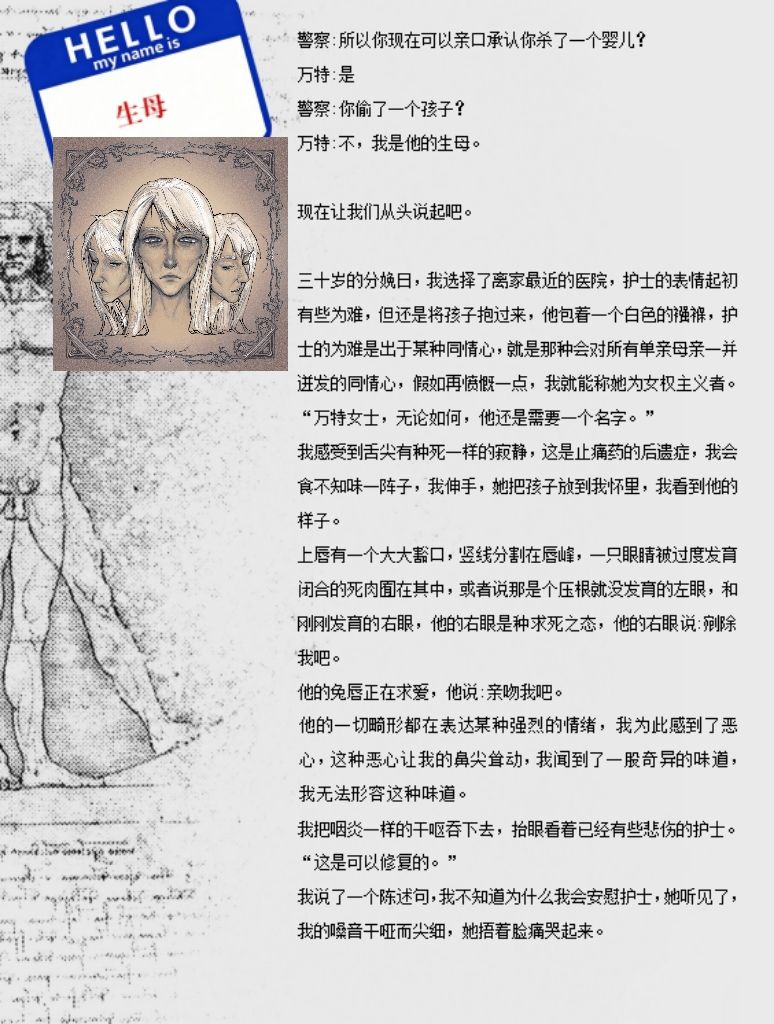 HELLO
my name is
生母
警察:所以你现在可以亲口承认你杀了一个婴儿?
万特:是
警察:你偷了一个孩子?
万特:不，我是他的生母。
现在让我们从头说起吧。
三十岁的分娩日，我选择了离家最近的医院，护士的表情起初
有些为难，但还是将孩子抱过来，他包着一个白色的襁褓，护
士的为难是出于某种同情心，就是那种会对所有单亲母亲一并
迸发的同情心，假如再愤慨一点，我就能称她为女权主义者。
“万特女士，无论如何，他还是需要一个名字。”
我感受到舌尖有种死一样的寂静，这是止痛药的后遗症，我会
食不知味一阵子，我伸手，她把孩子放到我怀里，我看到他的
样子。
上唇有一个大大豁口，竖线分割在唇峰，一只眼睛被过度发育
闭合的死肉囿在其中，或者说那是个压根就没发育的左眼，和
刚刚发育的右眼，他的右眼是种求死之态，他的右眼说:剜除
我吧。
他的兔唇正在求爱，他说:亲吻我吧。
他的一切畸形都在表达某种强烈的情绪，我为此感到了恶
心，这种恶心让我的鼻尖耸动，我闻到了一股奇异的味道，
我无法形容这种味道。
我把咽炎一样的干呕吞下去，抬眼看着已经有些悲伤的护士。
“这是可以修复的。”
我说了一个陈述句，我不知道为什么我会安慰护士，她听见了，
我的嗓音干哑而尖细，她捂着脸痛哭起来。